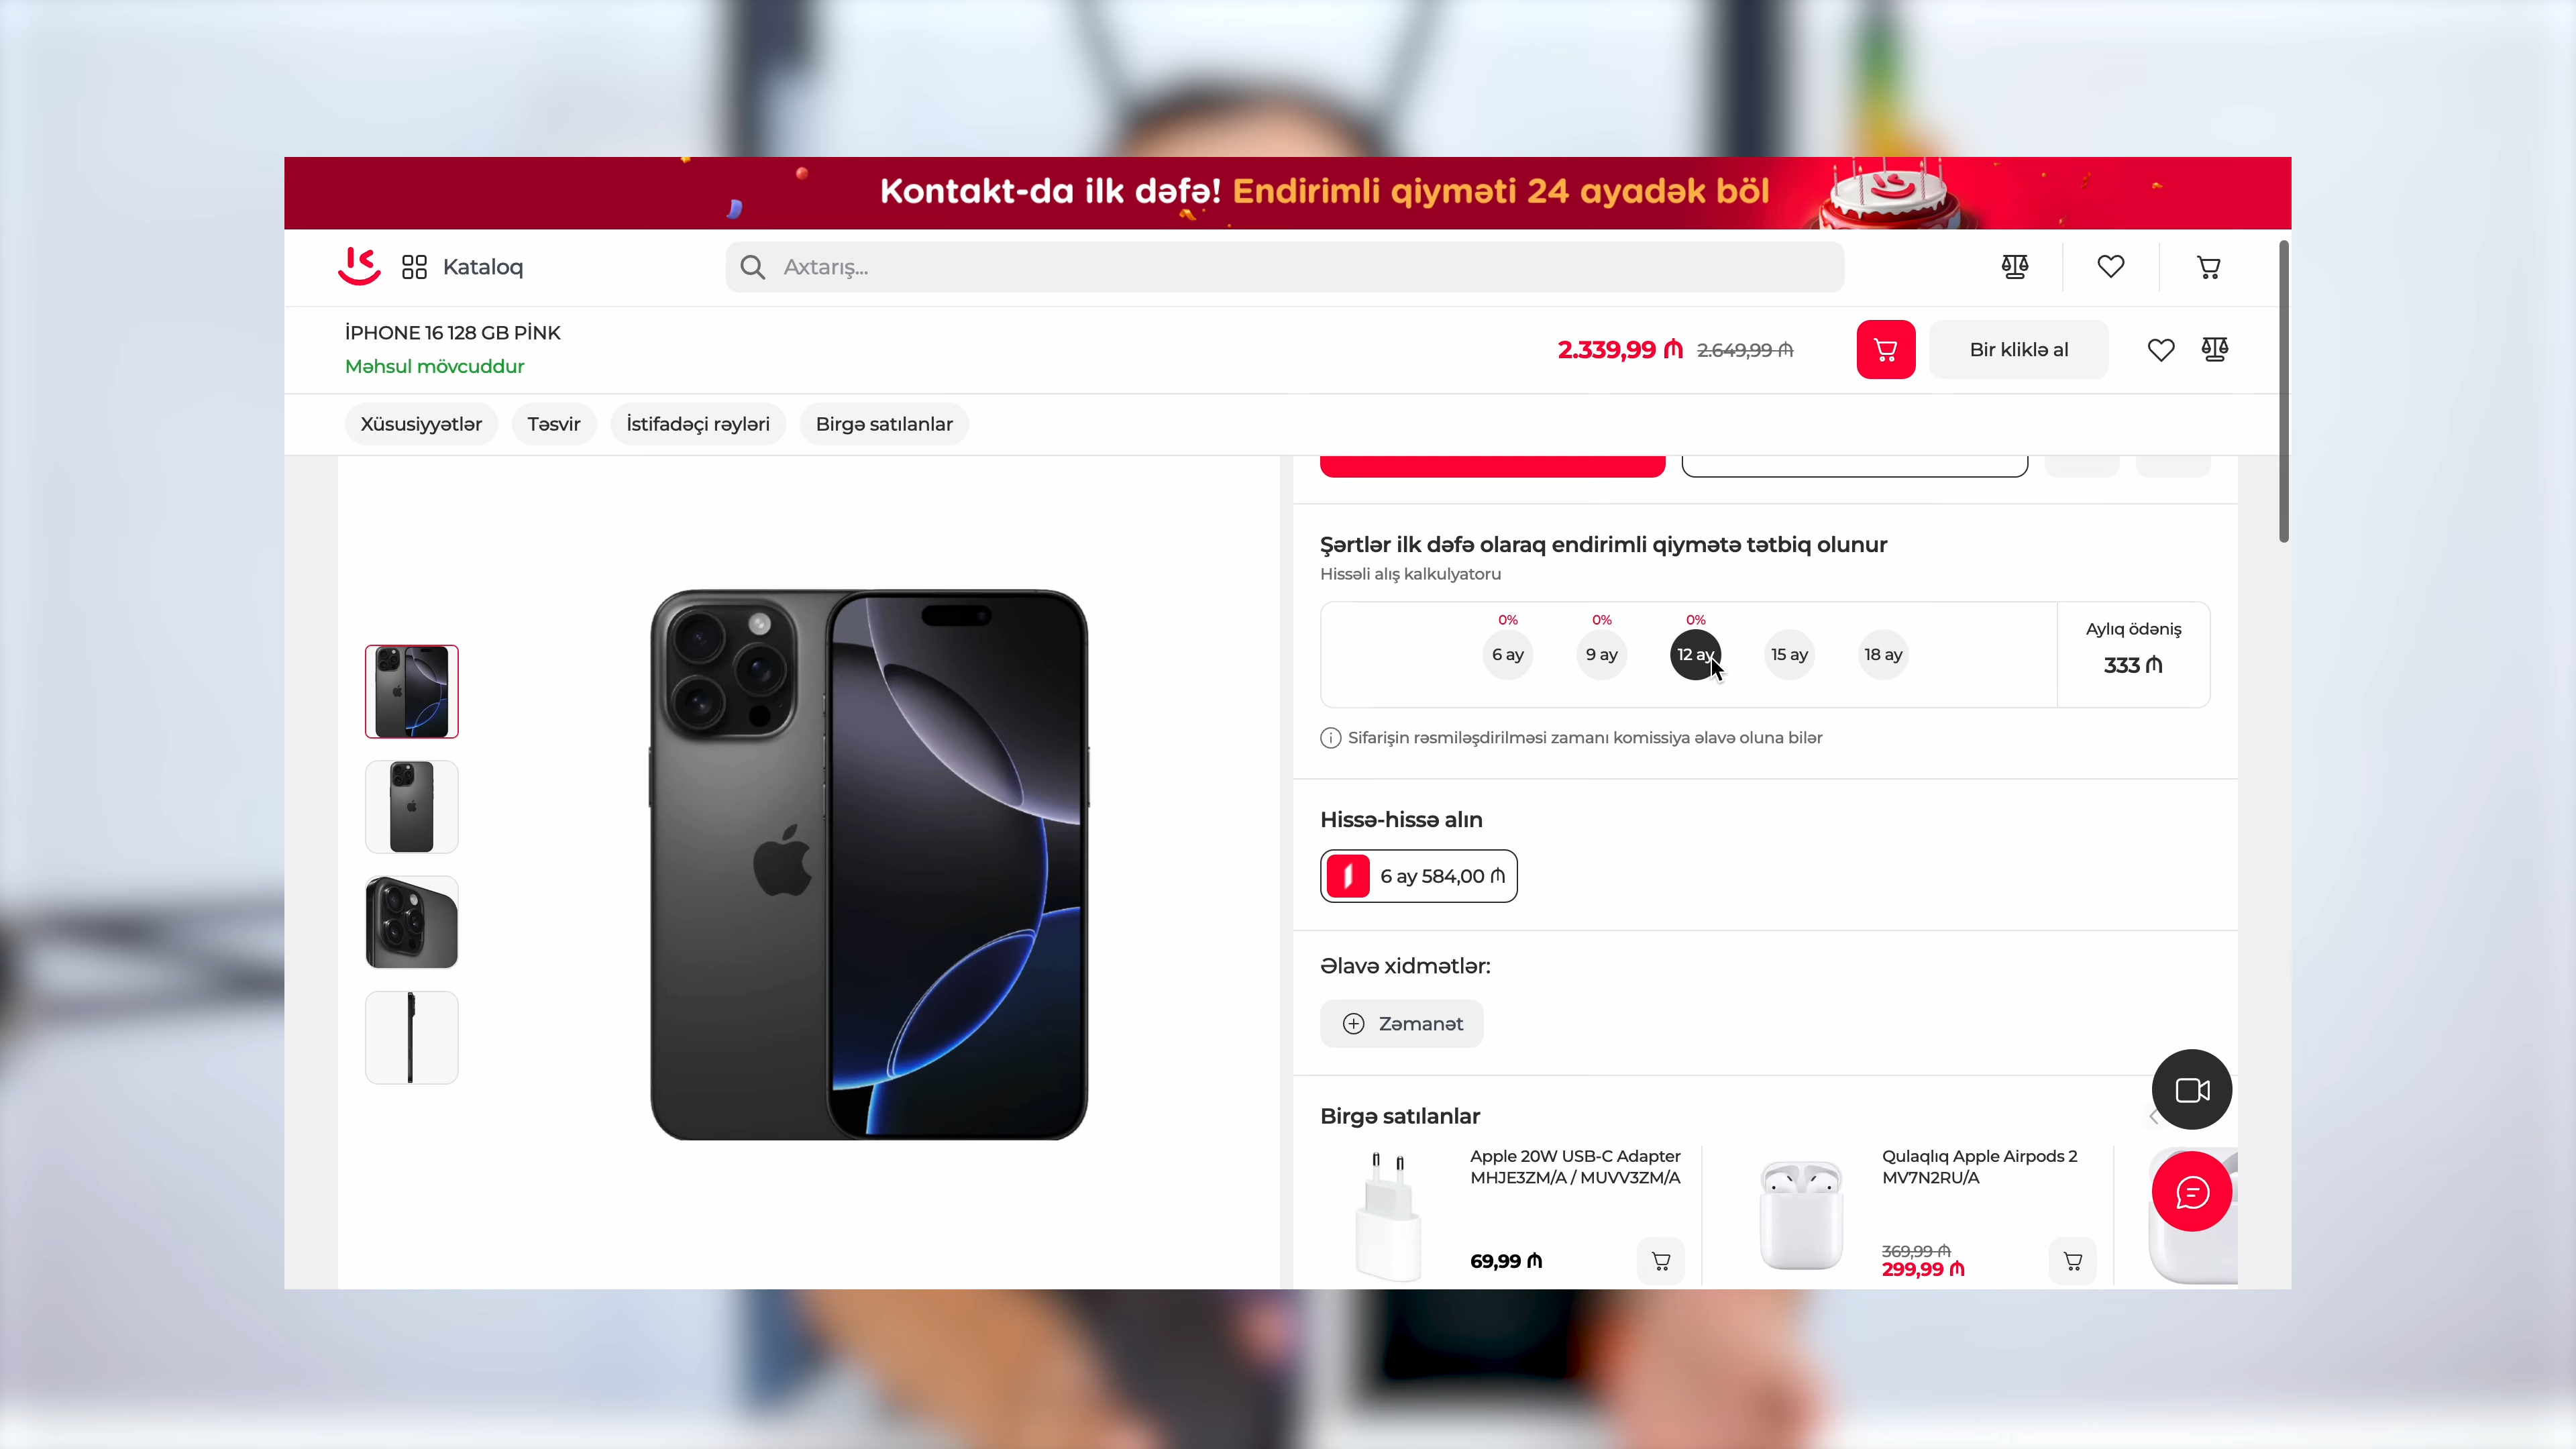 Kontakt-da ilk dəfə! Endirimli qiyməti 24 ayadək böl
Kataloq
Axtarış...
İPHONE 16 128 GB PİNK
Məhsul mövcuddur
2.339,99 ₼ 2.649,99 ₼
Bir kliklə al
Xüsusiyyətlər
Təsvir
İstifadəçi rəyləri
Birgə satılanlar
Şərtlər ilk dəfə olaraq endirimli qiymətə tətbiq olunur
Hissəli alış kalkulyatoru
0% 0% 0%
6 ay 9 ay 12 ay 15 ay 18 ay
Aylıq ödəniş
333 ₼
Sifarişin rəsmiləşdirilməsi zamanı komissiya əlavə oluna bilər
Hissə-hissə alın
6 ay 584,00 ₼
Əlavə xidmətlər:
Zəmanət
Birgə satılanlar
Apple 20W USB-C Adapter
MHJE3ZM/A / MUVV3ZM/A
69,99 ₼
Qulaqlıq Apple Airpods 2
MV7N2RU/A
369,99 ₼
299,99 ₼